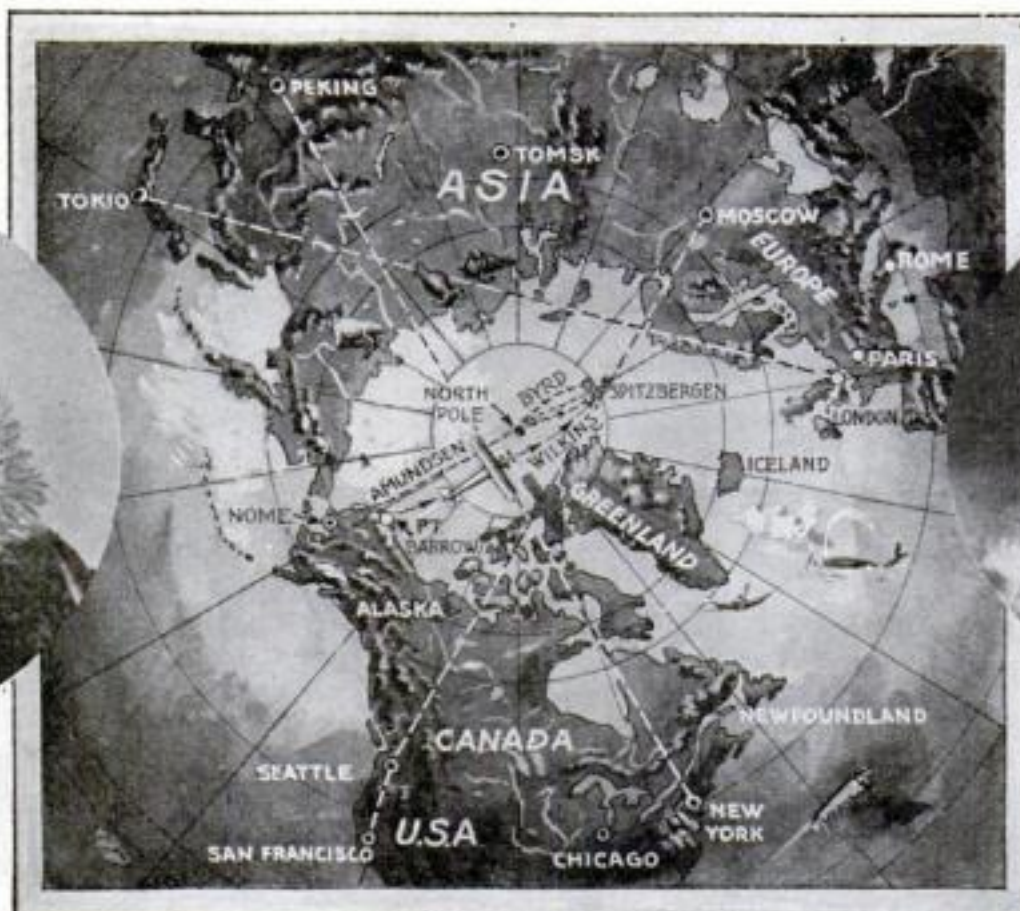 PEKING
TOMSK
ASIA
TOKIO
MOSCOW
EUROPE
ROME
PARIS
NORTH
POLE
BYRD
SPITZBERGEN
LONDON
AMUNDSEN
WILKINS
ICELAND
NOME
PT
BARROW
GREENLAND
ALASKA
NEWFOUNDLAND
CANADA
SEATTLE
U.S.A
NEW
YORK
SAN FRANCISCO
CHICAGO